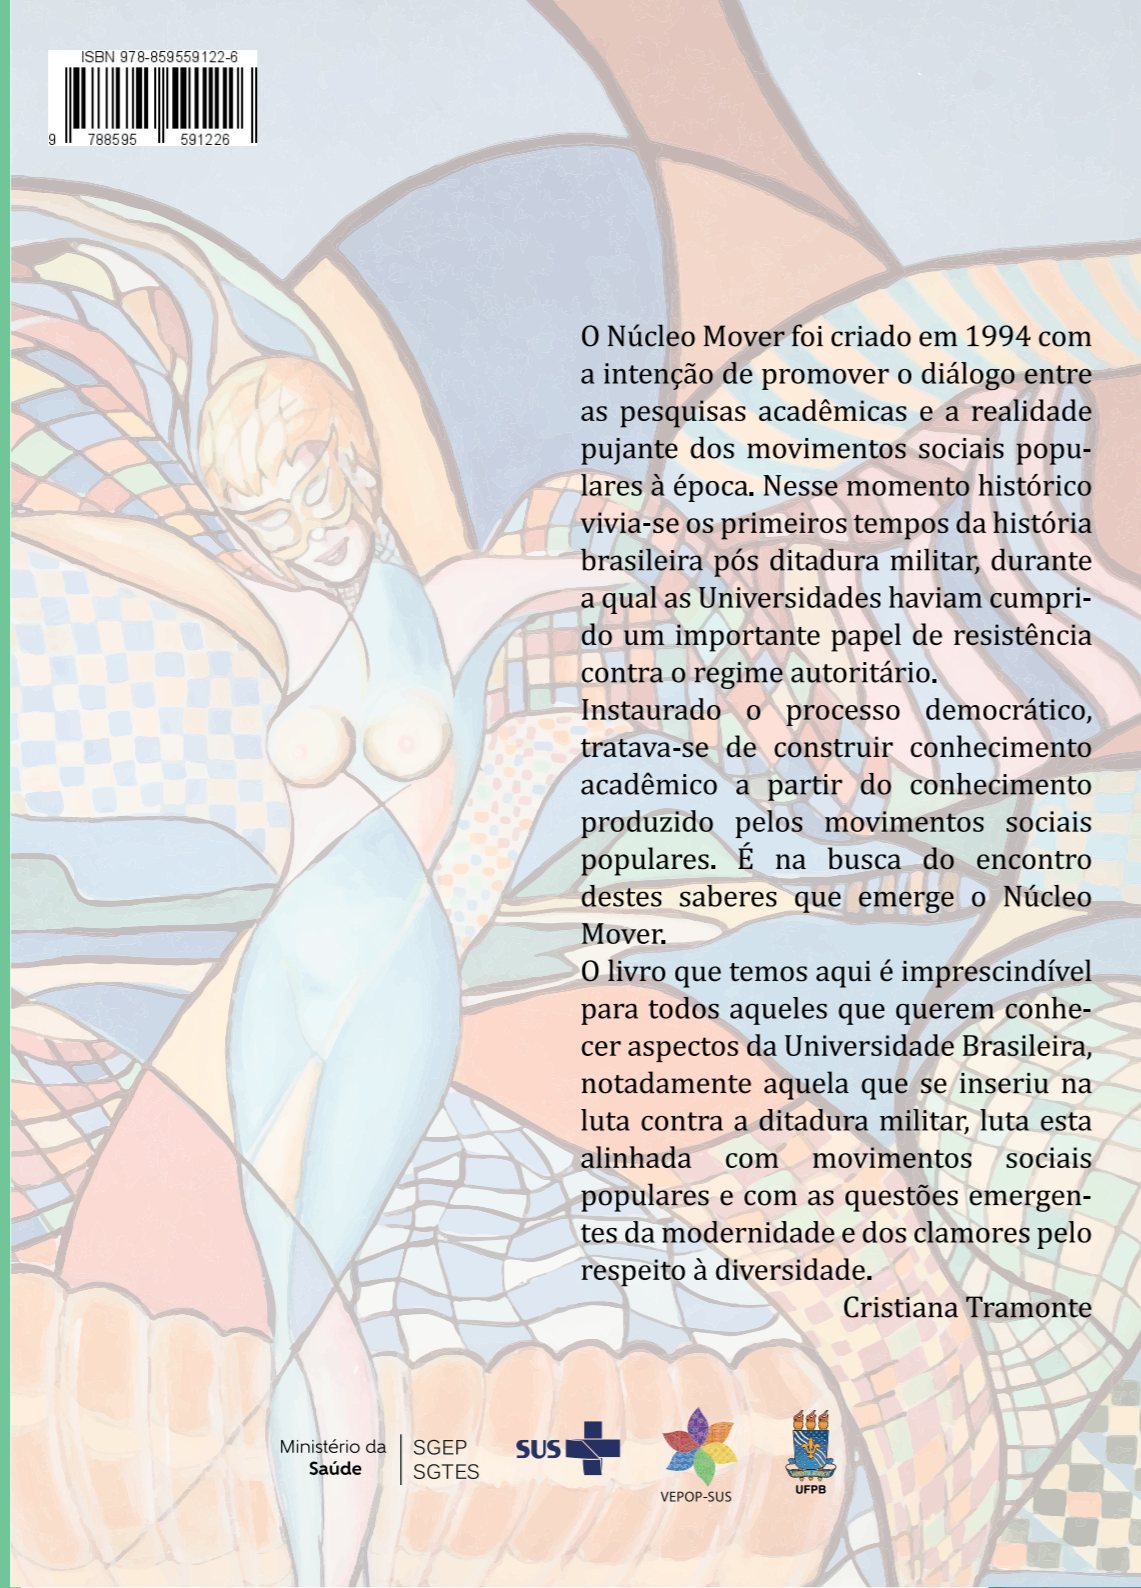 ISBN 978-859559122-6
9 788595 591226
O Núcleo Mover foi criado em 1994 com
a intenção de promover o diálogo entre
as pesquisas acadêmicas e a realidade
pujante dos movimentos sociais popu-
lares à época. Nesse momento histórico
vivia-se os primeiros tempos da história
brasileira pós ditadura militar, durante
a qual as Universidades haviam cumpri-
do um importante papel de resistência
contra o regime autoritário.
Instaurado o processo democrático,
tratava-se de construir conhecimento
acadêmico a partir do conhecimento
produzido pelos movimentos sociais
populares. É na busca do encontro
destes saberes que emerge o Núcleo
Mover.
O livro que temos aqui é imprescindível
para todos aqueles que querem conhe-
cer aspectos da Universidade Brasileira,
notadamente aquela que se inseriu na
luta contra a ditadura militar, luta esta
alinhada com movimentos sociais
populares e com as questões emergen-
tes da modernidade e dos clamores pelo
respeito à diversidade.
Cristiana Tramonte
Ministério da
Saúde
SGEP
SGTES
SUS
VEPOP-SUS
UFPB